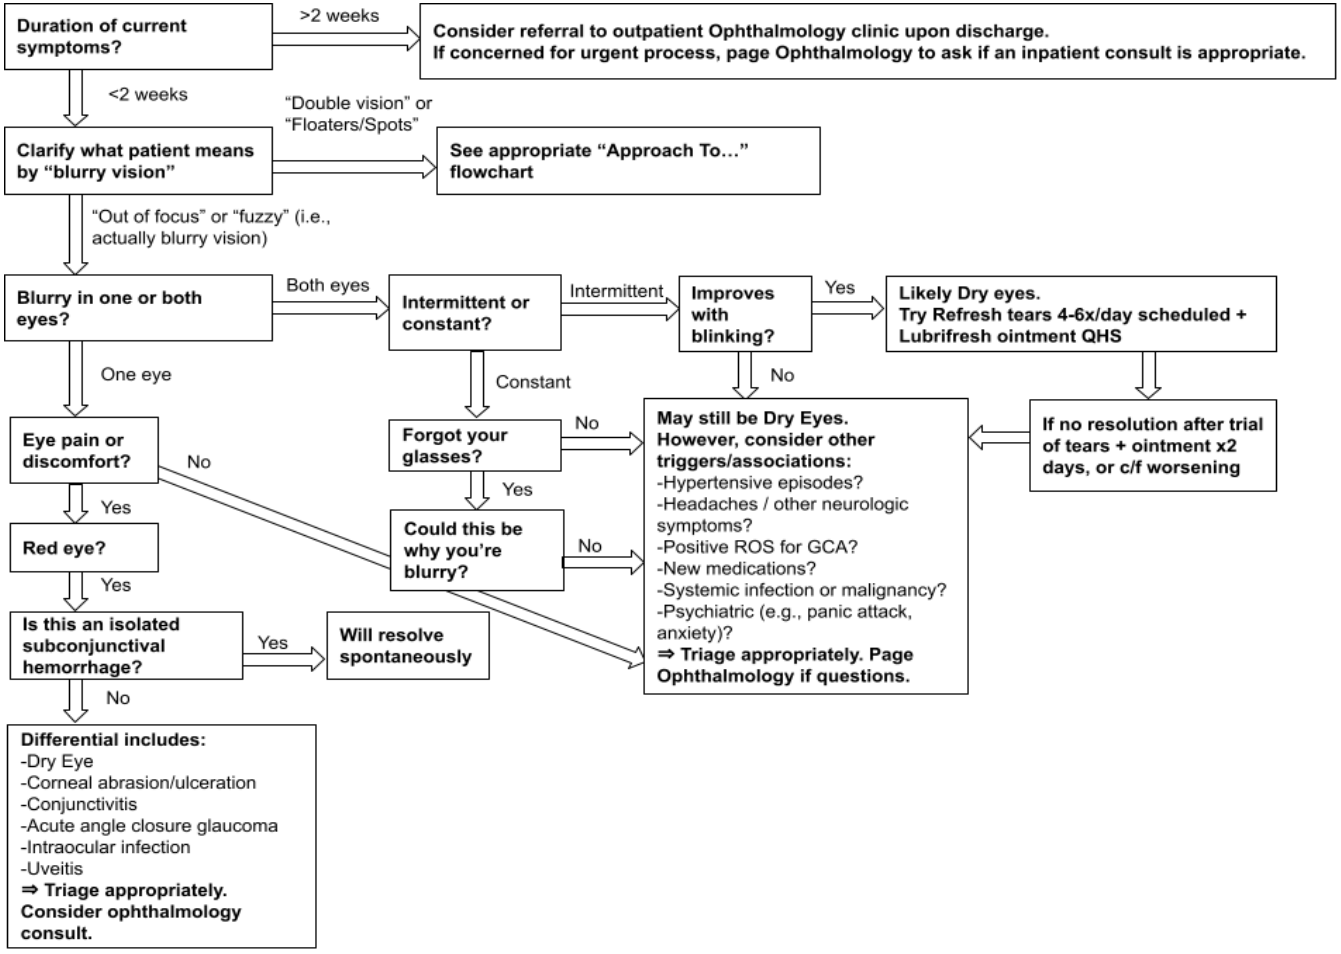 Duration of current
symptoms?
>2 weeks
Consider referral to outpatient Ophthalmology clinic upon discharge.
If concerned for urgent process, page Ophthalmology to ask if an inpatient consult is appropriate.
<2 weeks
“Double vision” or
“Floaters/Spots”
Clarify what patient means
by “blurry vision”
See appropriate “Approach To…”
flowchart
“Out of focus” or “fuzzy” (i.e.,
actually blurry vision)
Blurry in one or both
eyes?
Both eyes
Intermittent or
constant?
Intermittent
Improves
with
blinking?
Yes
Likely Dry eyes.
Try Refresh tears 4-6x/day scheduled +
Lubrifresh ointment QHS
One eye
Constant
No
If no resolution after trial
of tears + ointment x2
days, or c/f worsening
Eye pain or
discomfort?
No
Yes
Forgot your
glasses?
No
Yes
May still be Dry Eyes.
However, consider other
triggers/associations:
-Hypertensive episodes?
-Headaches / other neurologic
symptoms?
-Positive ROS for GCA?
-New medications?
-Systemic infection or malignancy?
-Psychiatric (e.g., panic attack,
anxiety)?
⇒ Triage appropriately. Page
Ophthalmology if questions.
Could this be
why you’re
blurry?
No
Red eye?
Yes
Is this an isolated
subconjunctival
hemorrhage?
Yes
Will resolve
spontaneously
No
Differential includes:
-Dry Eye
-Corneal abrasion/ulceration
-Conjunctivitis
-Acute angle closure glaucoma
-Intraocular infection
-Uveitis
⇒ Triage appropriately.
Consider ophthalmology
consult.